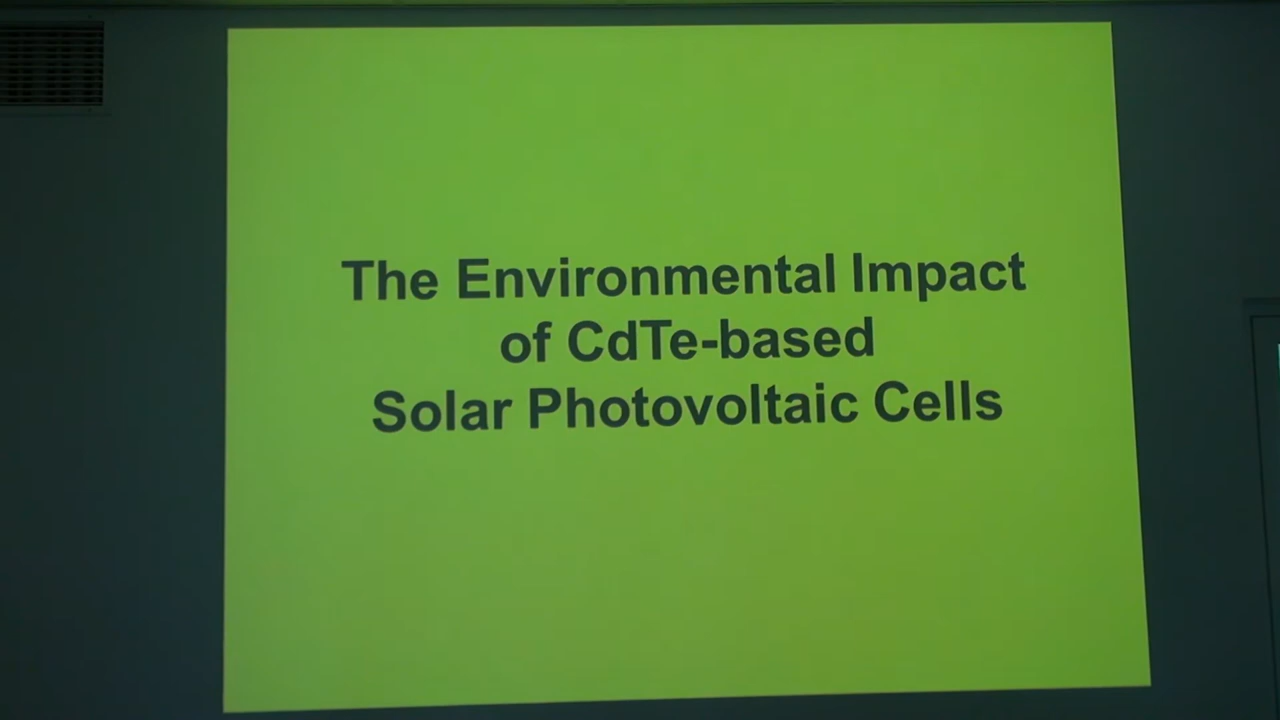 The Environmental Impact
of CdTe-based
Solar Photovoltaic Cells